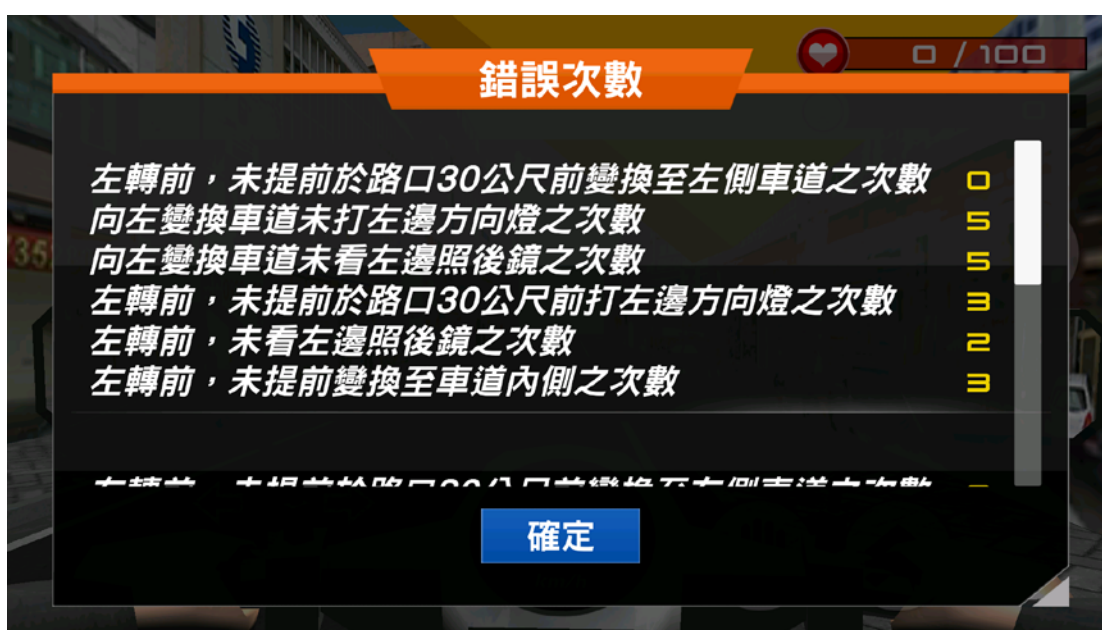 0 / 100
錯誤次數
左轉前，未提前於路口30公尺前變換至左側車道之次數 0
向左變換車道未打左邊方向燈之次數 5
向左變換車道未看左邊照後鏡之次數 5
左轉前，未提前於路口30公尺前打左邊方向燈之次數 3
左轉前，未看左邊照後鏡之次數 2
左轉前，未提前變換至車道內側之次數 3
35
確定